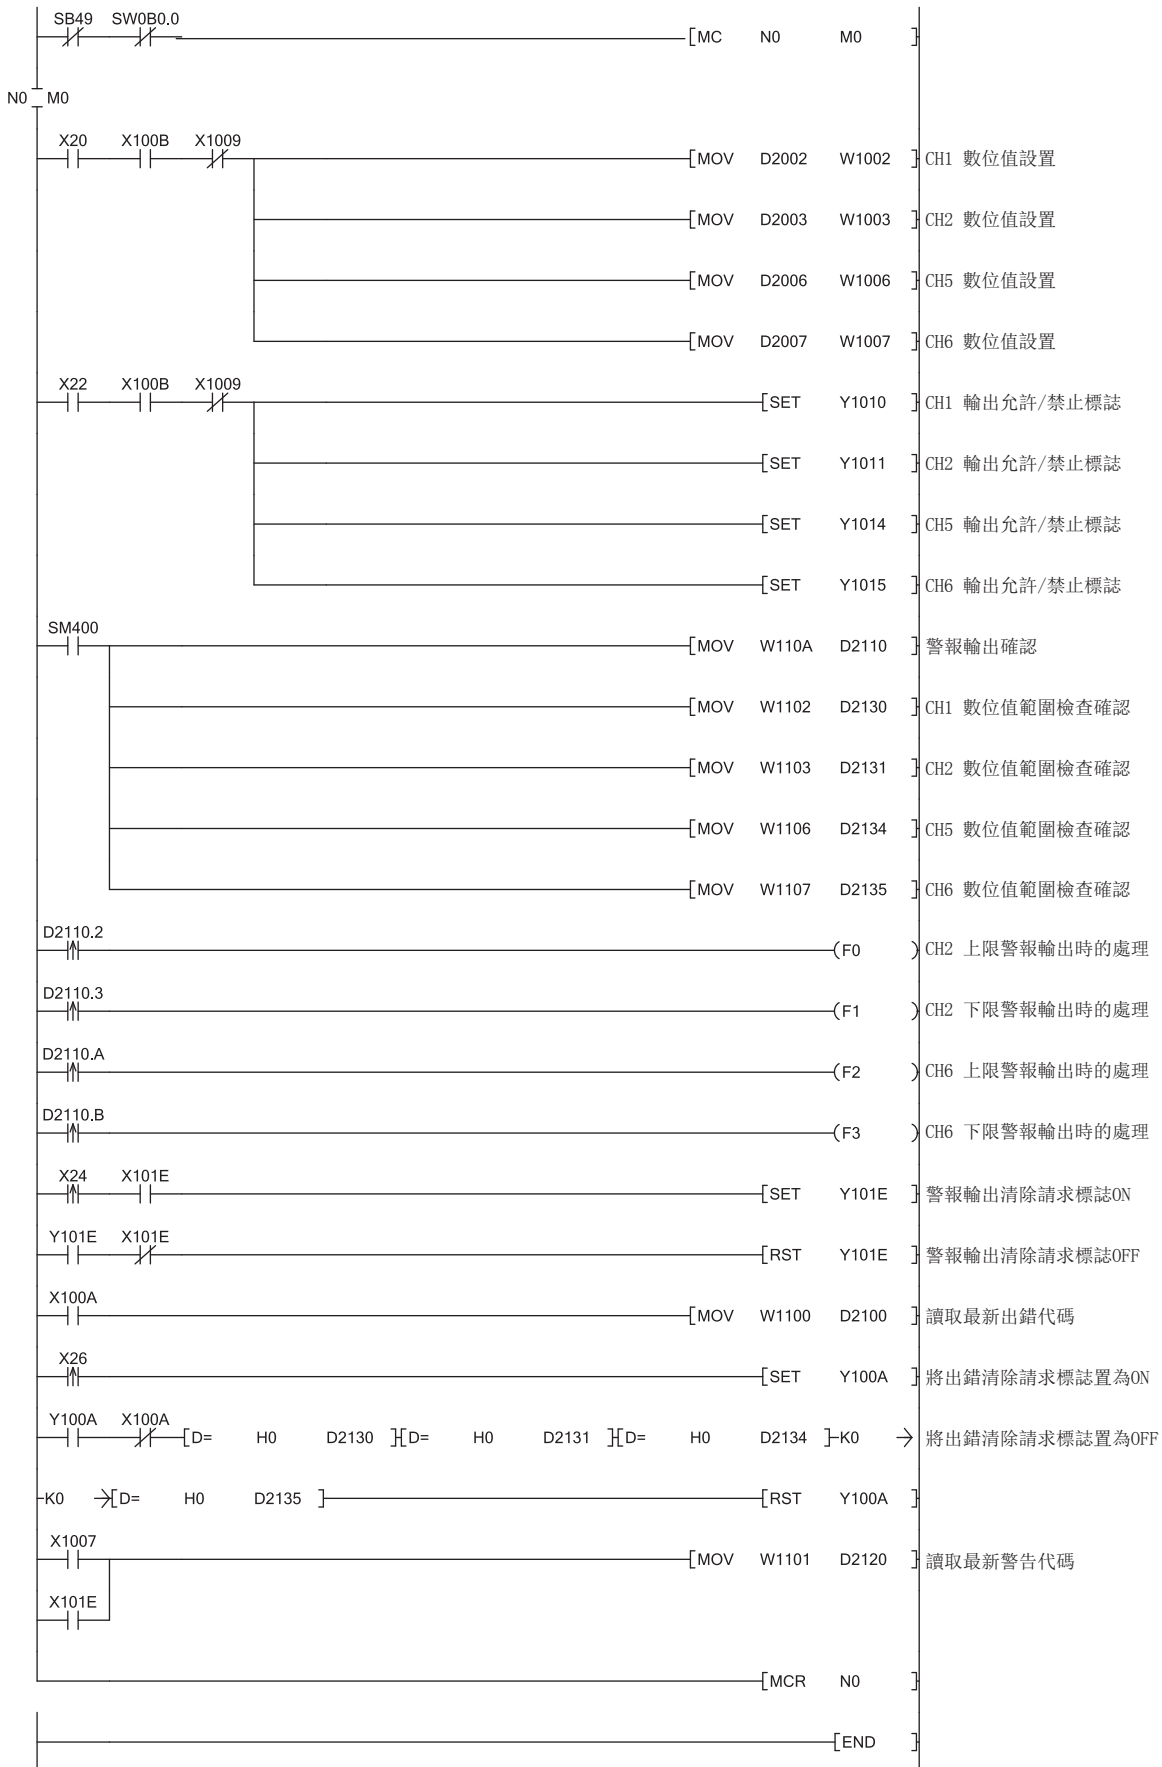 SB49 SW0B0.0
[MC N0 M0 ]
N0 M0
X20 X100B X1009
[MOV D2002 W1002 ] CH1 數位值設置
[MOV D2003 W1003 ] CH2 數位值設置
[MOV D2006 W1006 ] CH5 數位值設置
[MOV D2007 W1007 ] CH6 數位值設置
X22 X100B X1009
[SET Y1010 ] CH1 輸出允許/禁止標誌
[SET Y1011 ] CH2 輸出允許/禁止標誌
[SET Y1014 ] CH5 輸出允許/禁止標誌
[SET Y1015 ] CH6 輸出允許/禁止標誌
SM400
[MOV W110A D2110 ] 警報輸出確認
[MOV W1102 D2130 ] CH1 數位值範圍檢查確認
[MOV W1103 D2131 ] CH2 數位值範圍檢查確認
[MOV W1106 D2134 ] CH5 數位值範圍檢查確認
[MOV W1107 D2135 ] CH6 數位值範圍檢查確認
D2110.2
(F0 ) CH2 上限警報輸出時的處理
D2110.3
(F1 ) CH2 下限警報輸出時的處理
D2110.A
(F2 ) CH6 上限警報輸出時的處理
D2110.B
(F3 ) CH6 下限警報輸出時的處理
X24 X101E
[SET Y101E ] 警報輸出清除請求標誌ON
Y101E X101E
[RST Y101E ] 警報輸出清除請求標誌OFF
X100A
[MOV W1100 D2100 ] 讀取最新出錯代碼
X26
[SET Y100A ] 將出錯清除請求標誌置為ON
Y100A X100A
[D= H0 D2130 ][D= H0 D2131 ][D= H0 D2134 ]K0 將出錯清除請求標誌置為OFF
K0 [D= H0 D2135 ] [RST Y100A ]
X1007
[MOV W1101 D2120 ] 讀取最新警告代碼
X101E
[MCR N0 ]
[END ]